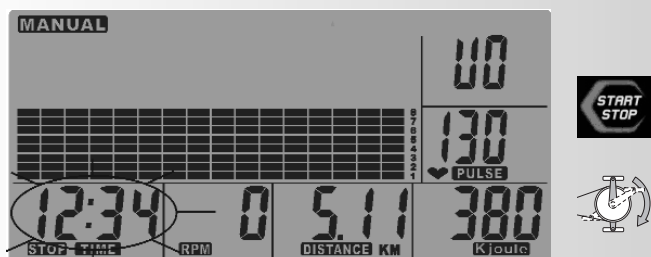 MANUAL
U0
8
7
6
5
4
3
2
1
130
PULSE
12:34
STOP TIME
0
RPM
5.11
DISTANCE KM
380
Kjoule
START
STOP